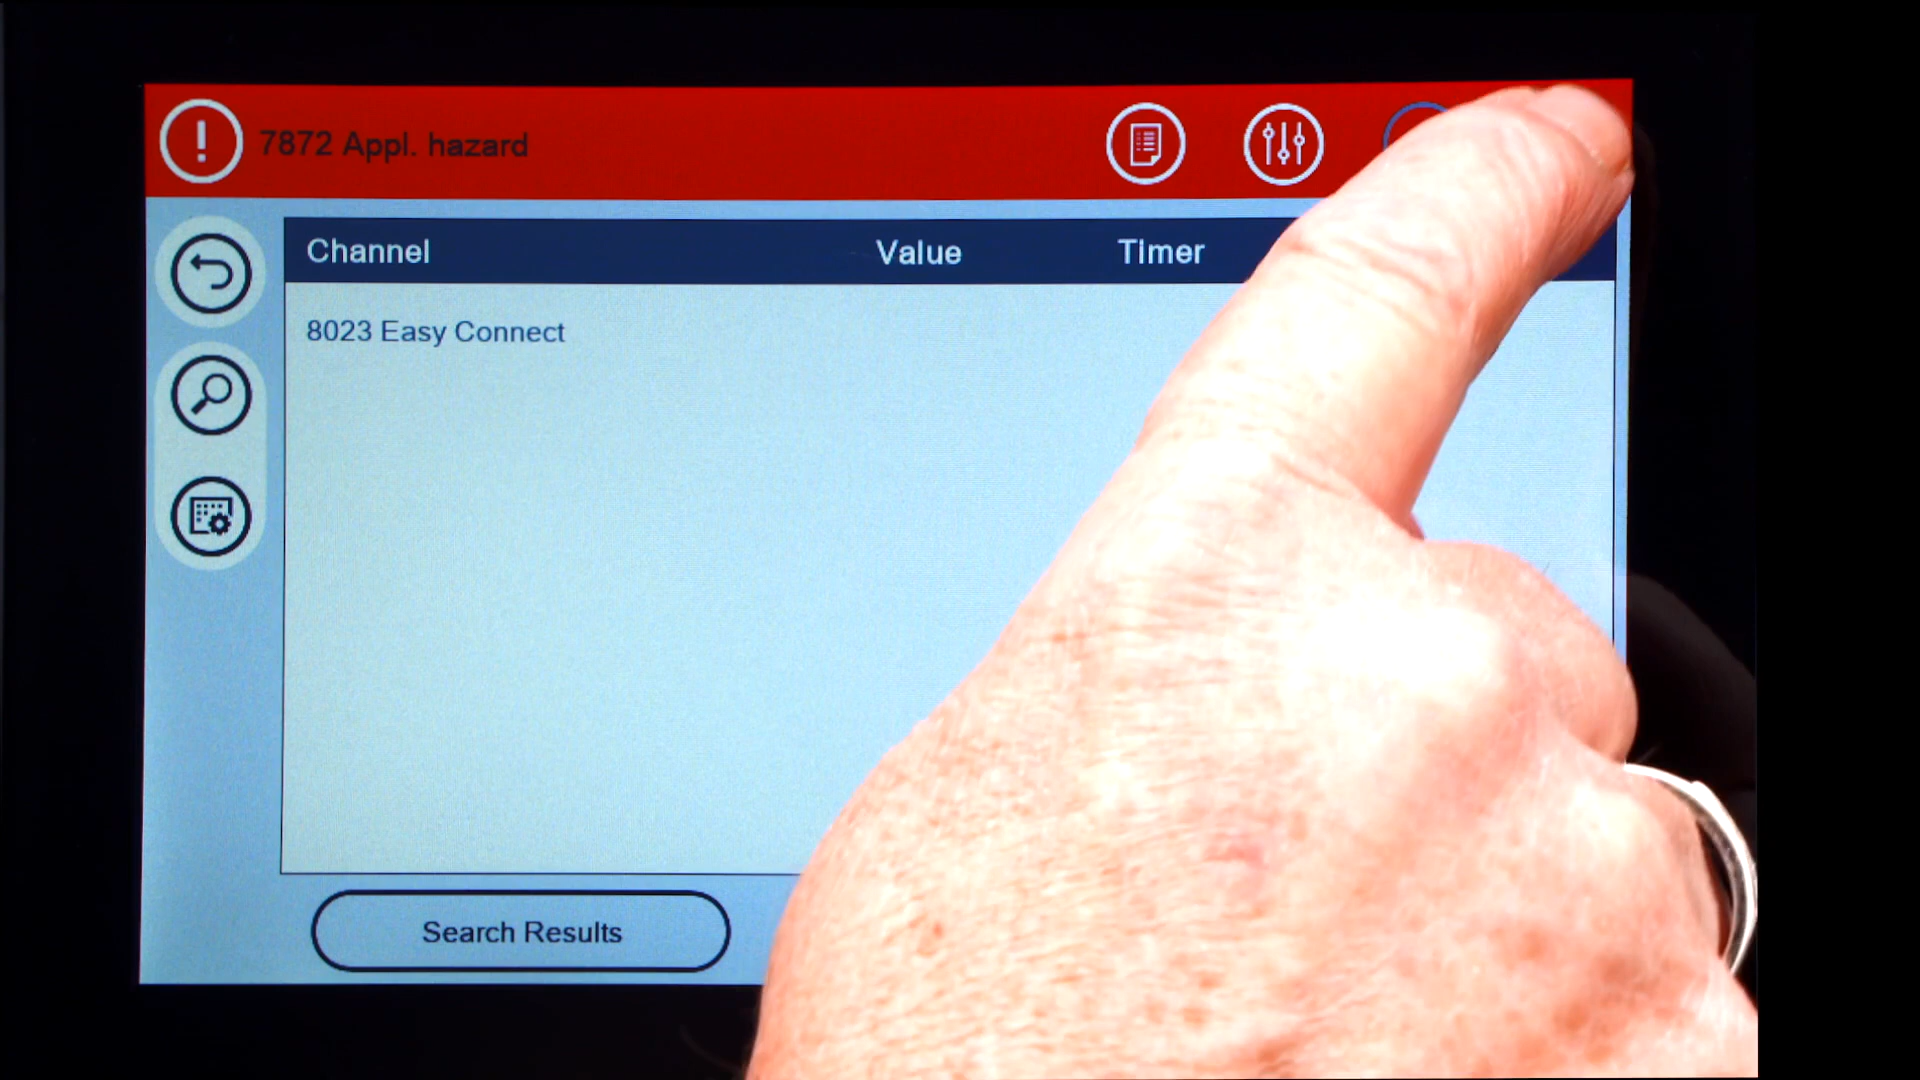 7872 Appl. hazard
Channel Value Timer
8023 Easy Connect
Search Results